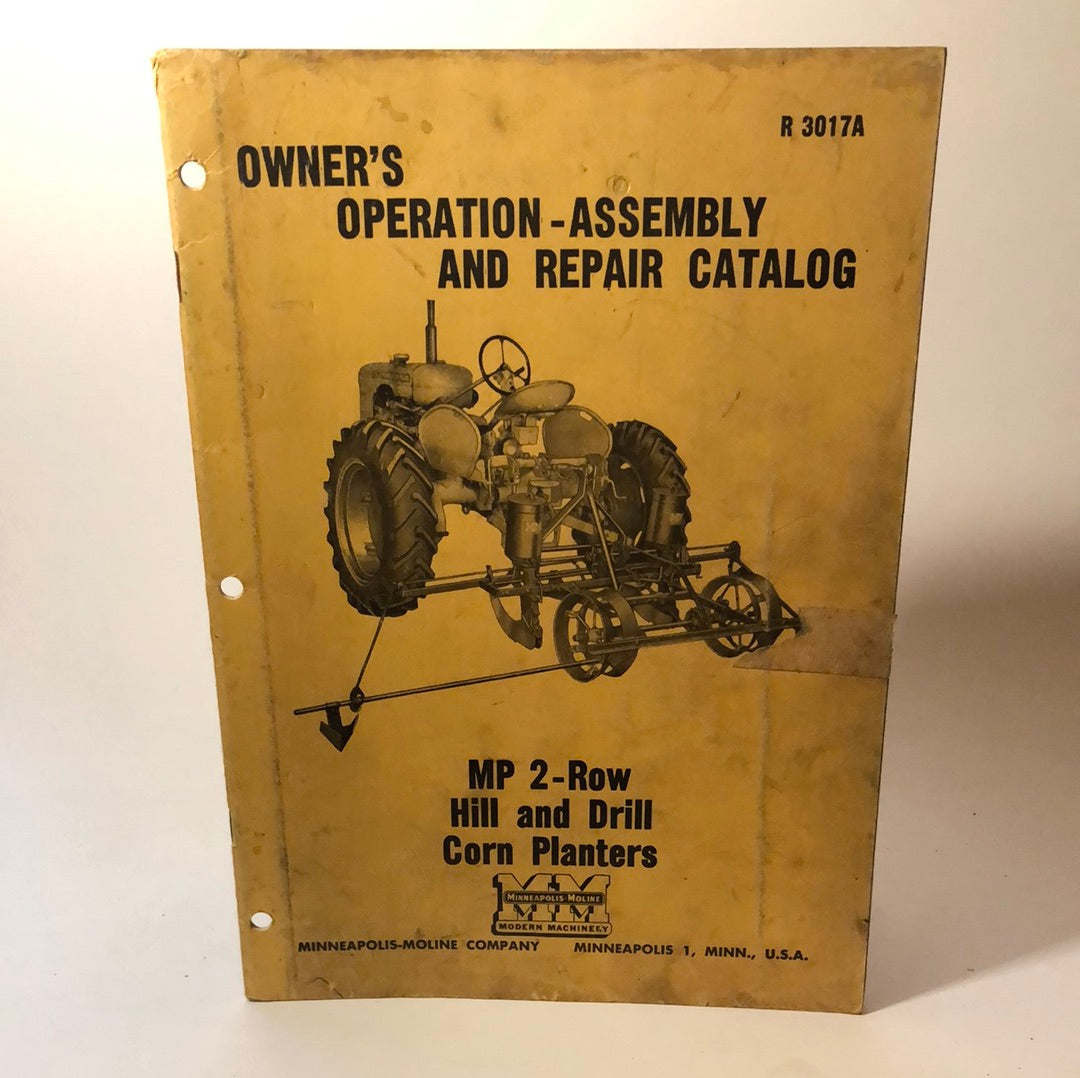 R 3017A
OWNER'S
OPERATION-ASSEMBLY
AND REPAIR CATALOG
MP 2-Row
Hill and Drill
Corn Planters
MM
MINNEAPOLIS-MOLINE
MODERN MACHINERY
MINNEAPOLIS-MOLINE COMPANY MINNEAPOLIS 1, MINN., U.S.A.